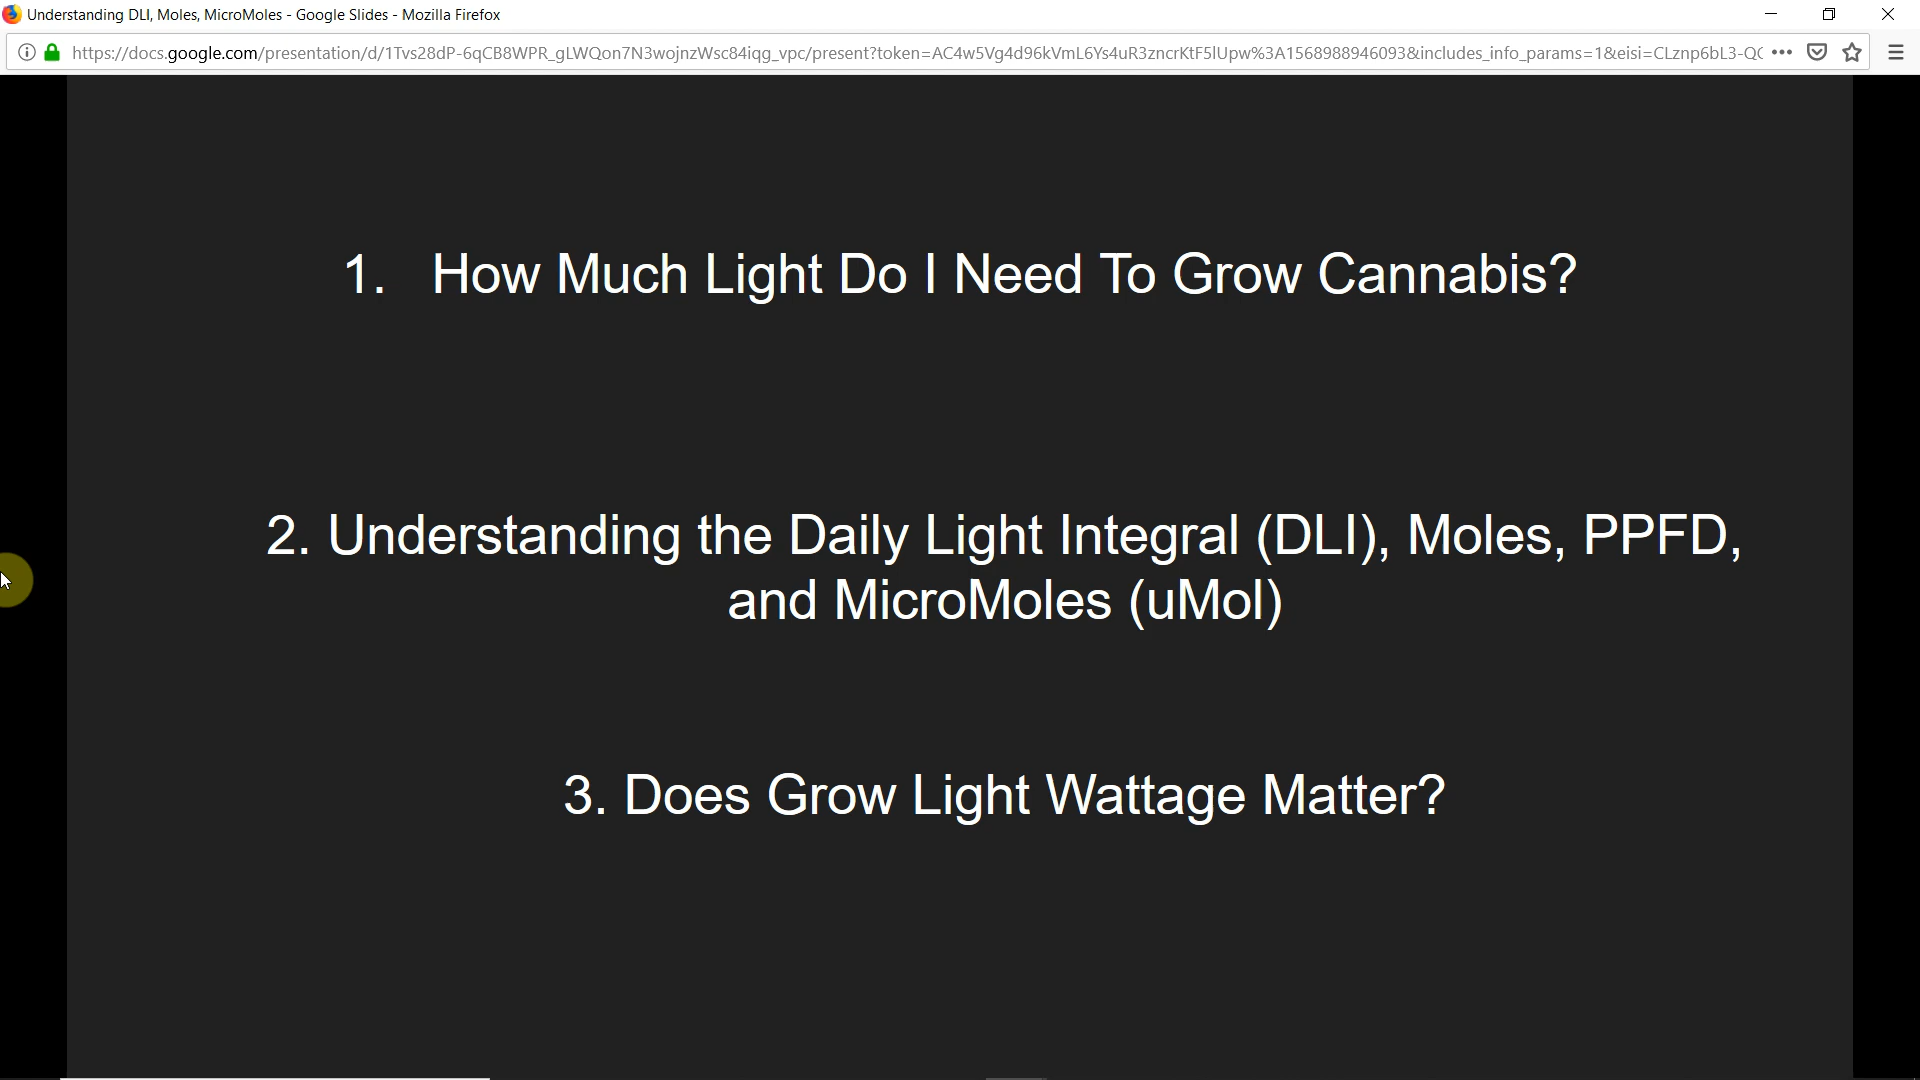 Understanding DLI, Moles, MicroMoles - Google Slides - Mozilla Firefox
https://docs.google.com/presentation/d/1Tvs28dP-6qCB8WPR_gLWQon7N3wojnzWsc84iqg_vpc/present?token=AC4w5Vg4d96kVmL6Ys4uR3zncrKtF5lUpw%3A1568988946093&includes_info_params=1&eisi=CLznp6bL3-QC
1. How Much Light Do I Need To Grow Cannabis?
2. Understanding the Daily Light Integral (DLI), Moles, PPFD,
and MicroMoles (uMol)
3. Does Grow Light Wattage Matter?